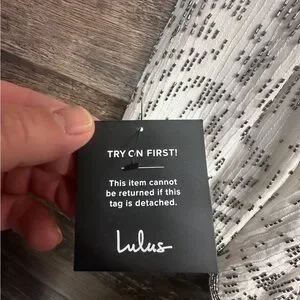 TRY ON FIRST!
This item cannot
be returned if this
tag is detached.
Lulus